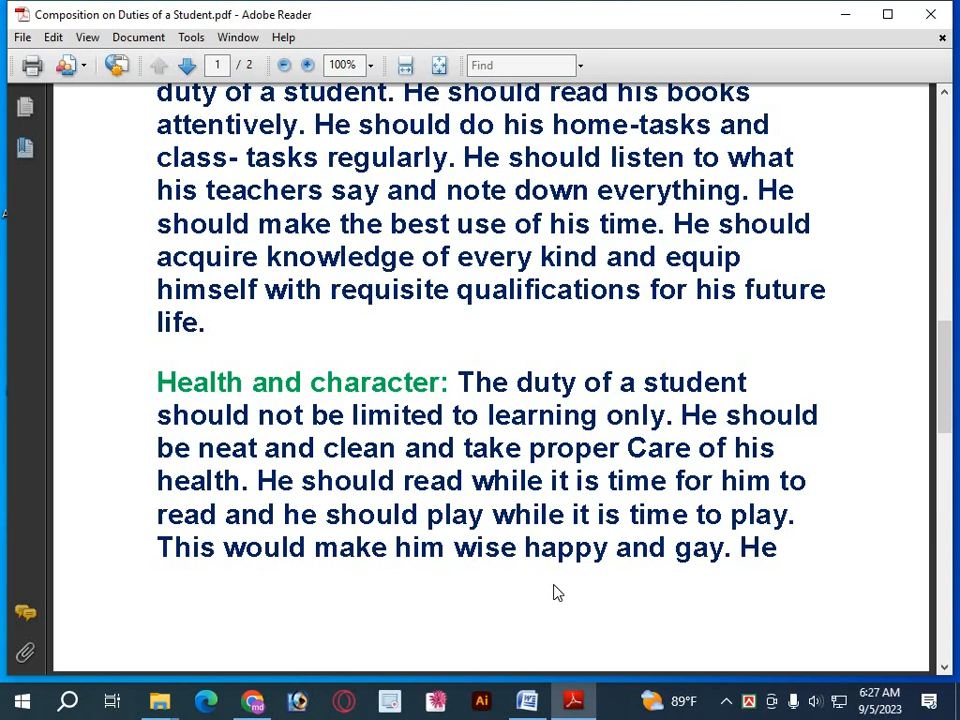 Composition on Duties of a Student.pdf - Adobe Reader
File Edit View Document Tools Window Help
1 / 2 100% Find
duty of a student. He should read his books
attentively. He should do his home-tasks and
class- tasks regularly. He should listen to what
his teachers say and note down everything. He
should make the best use of his time. He should
acquire knowledge of every kind and equip
himself with requisite qualifications for his future
life.
Health and character: The duty of a student
should not be limited to learning only. He should
be neat and clean and take proper Care of his
health. He should read while it is time for him to
read and he should play while it is time to play.
This would make him wise happy and gay. He
md Ai W 89°F 6:27 AM
9/5/2023